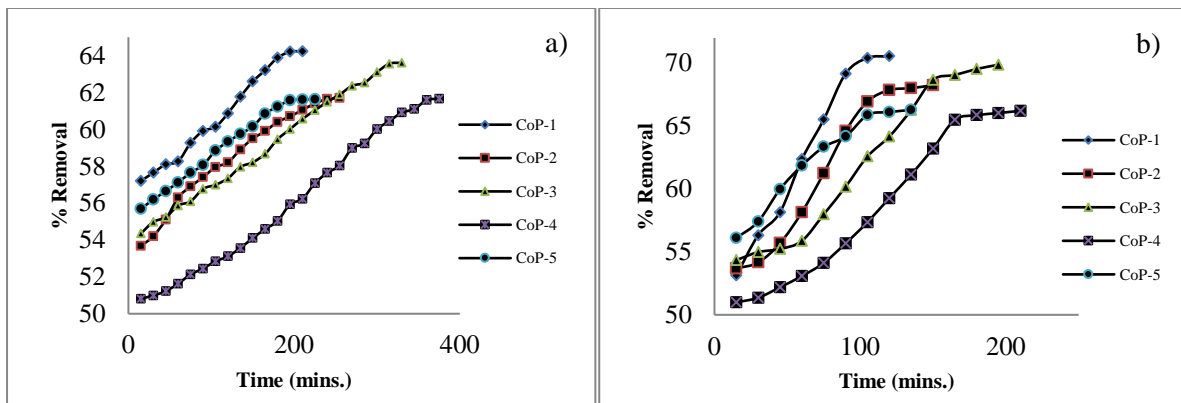 a)
% Removal
64
62
60
58
56
54
52
50
0
200
400
Time (mins.)
CoP-1
CoP-2
CoP-3
CoP-4
CoP-5
b)
% Removal
70
65
60
55
50
0
100
200
Time (mins.)
CoP-1
CoP-2
CoP-3
CoP-4
CoP-5